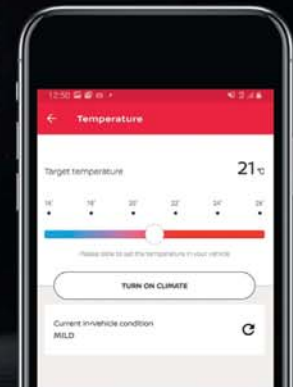 12:50
Temperature
Target temperature 21°C
16° 18° 20° 22° 24° 26°
Please slide to set the temperature in your vehicle
TURN ON CLIMATE
Current in-vehicle condition
MILD